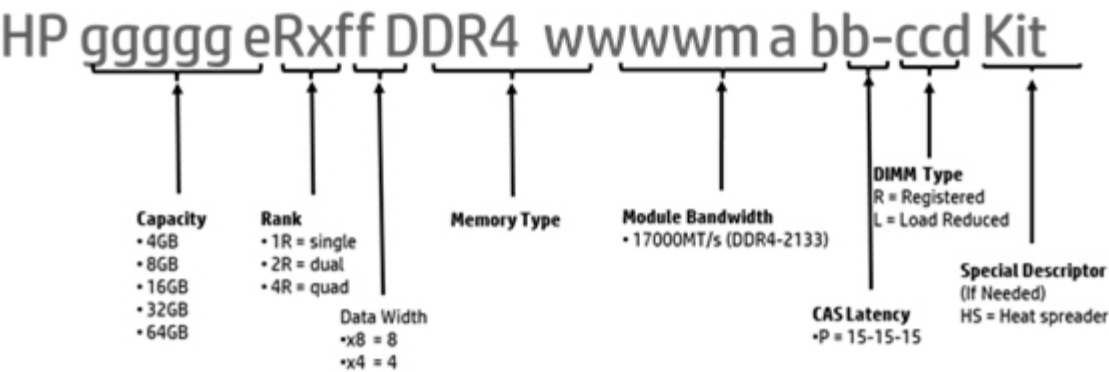 HP ggggg eRxff DDR4 wwwwm a bb-ccd Kit
Capacity
• 4GB
• 8GB
• 16GB
• 32GB
• 64GB
Rank
• 1R = single
• 2R = dual
• 4R = quad
Data Width
•x8 = 8
•x4 = 4
Memory Type
Module Bandwidth
• 17000MT/s (DDR4-2133)
CAS Latency
•P = 15-15-15
DIMM Type
R = Registered
L = Load Reduced
Special Descriptor
(If Needed)
HS = Heat spreader